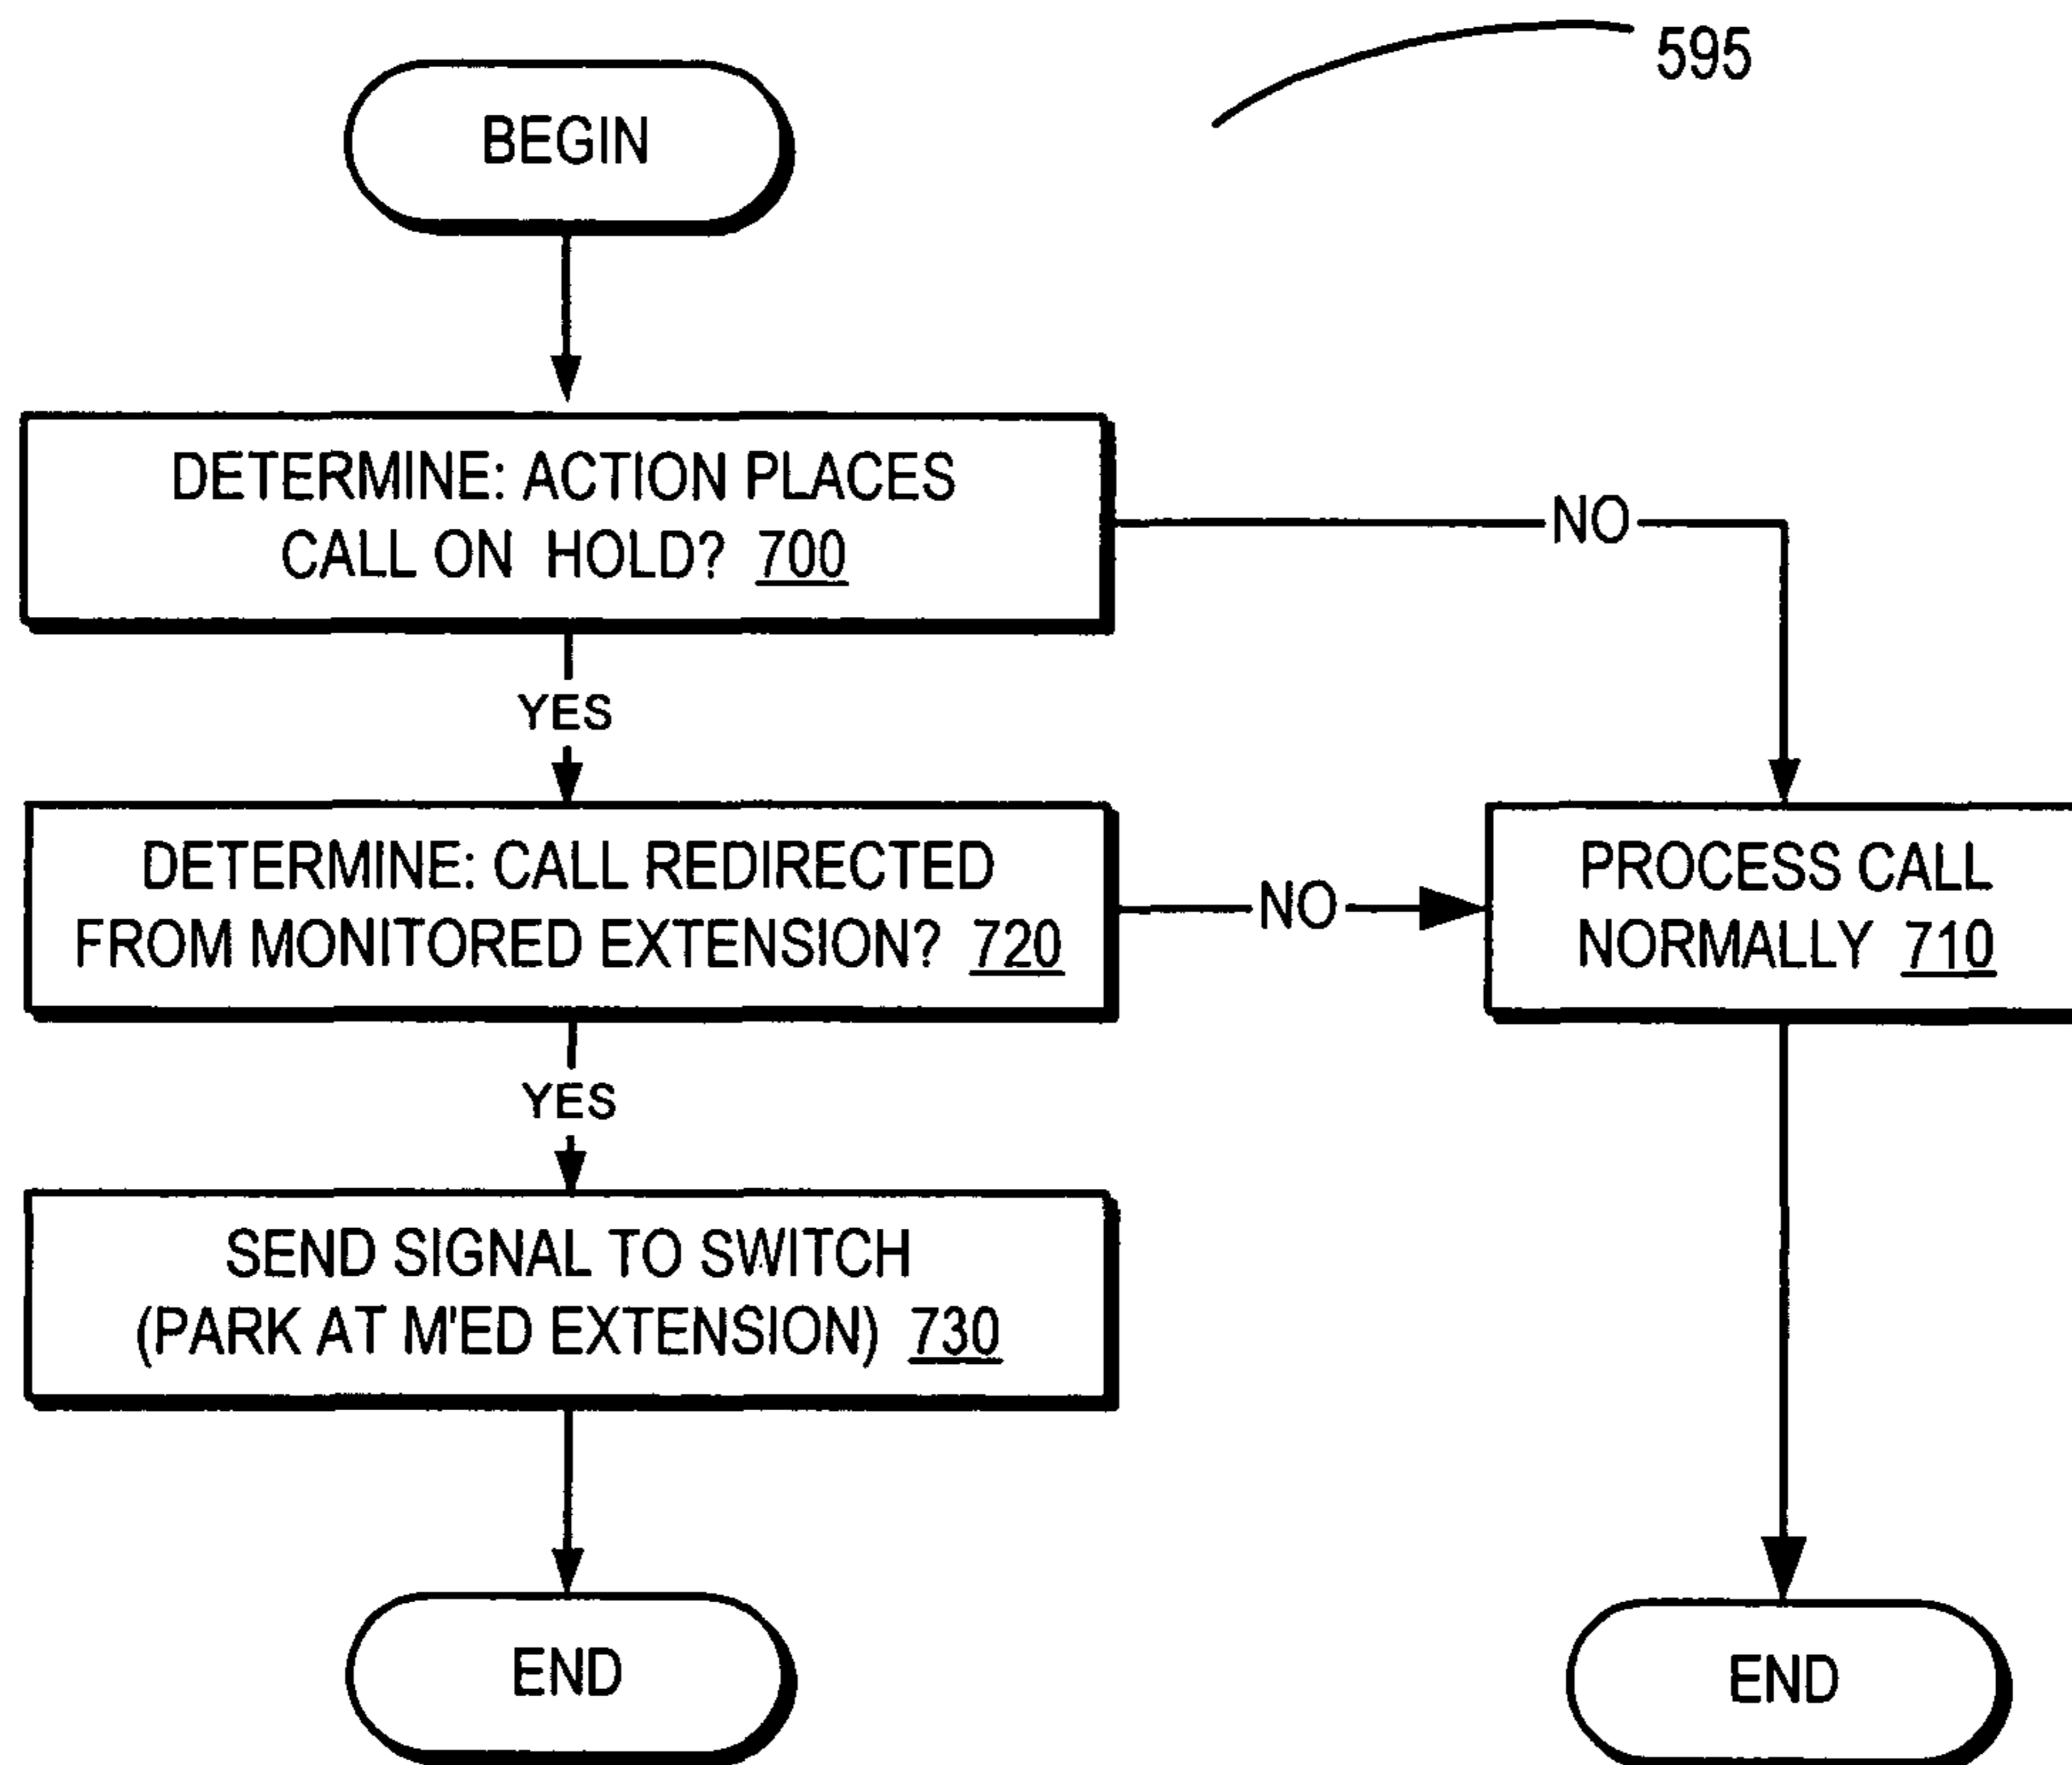 595
BEGIN
DETERMINE: ACTION PLACES
CALL ON HOLD? 700
NO
YES
DETERMINE: CALL REDIRECTED
FROM MONITORED EXTENSION? 720
NO
PROCESS CALL
NORMALLY 710
YES
SEND SIGNAL TO SWITCH
(PARK AT M'ED EXTENSION) 730
END
END